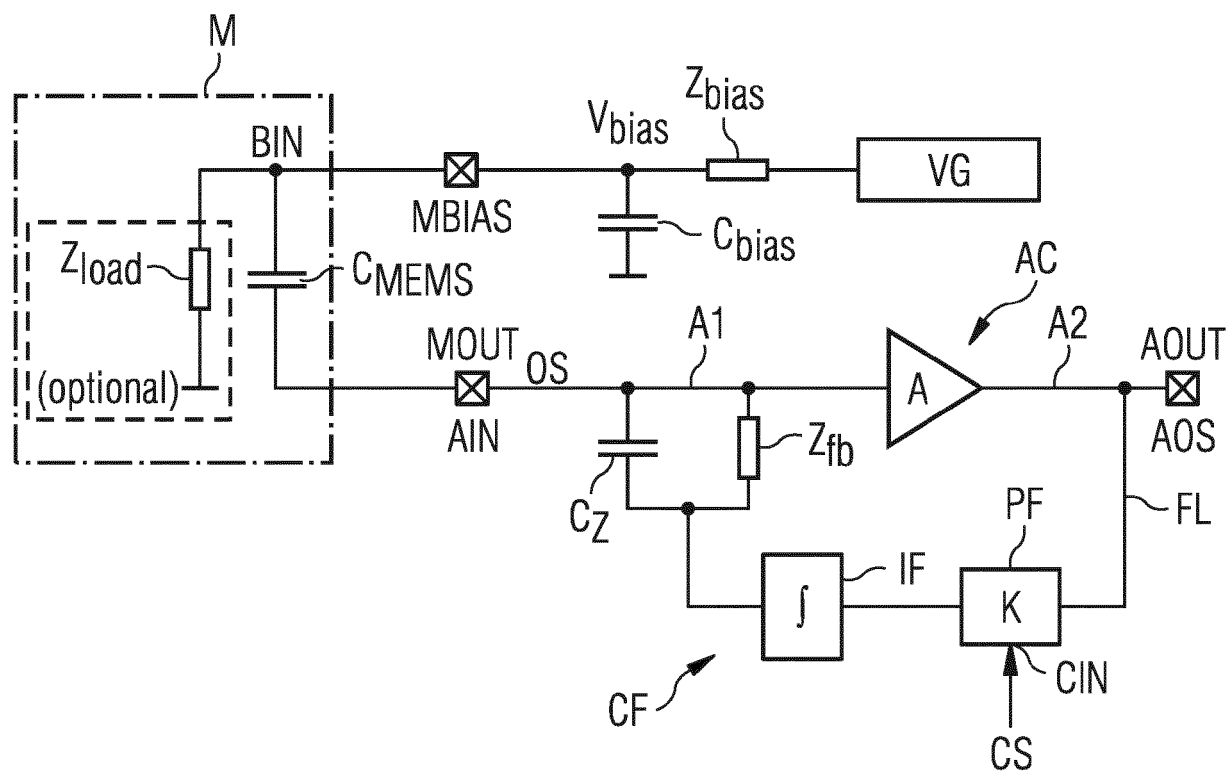 M
Zbias
Vbias
BIN
VG
MBIAS
Cbias
Zload
CMEMS
AC
MOUT
OS
A1
A2
AOUT
(optional)
A
AIN
Zfb
AOS
CZ
PF
FL
IF
∫
K
CIN
CF
CS